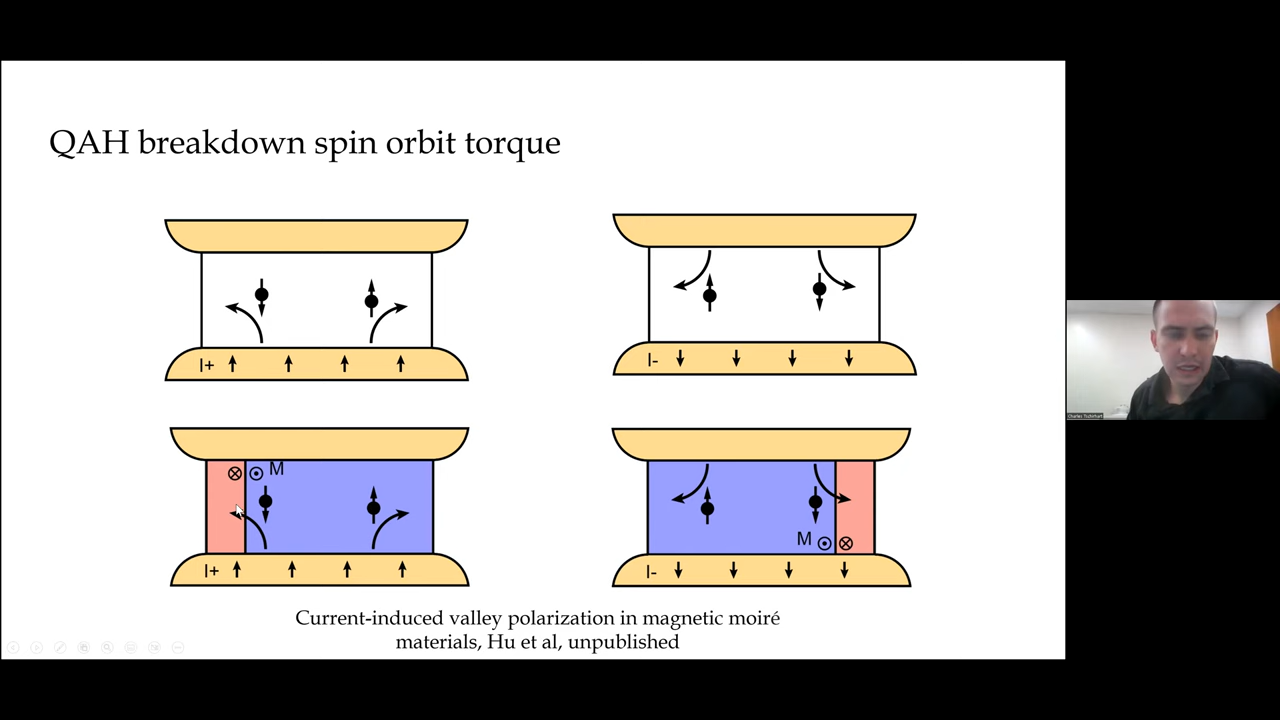 QAH breakdown spin orbit torque
I+
I-
M
M
I+
I-
Current-induced valley polarization in magnetic moiré
materials, Hu et al, unpublished